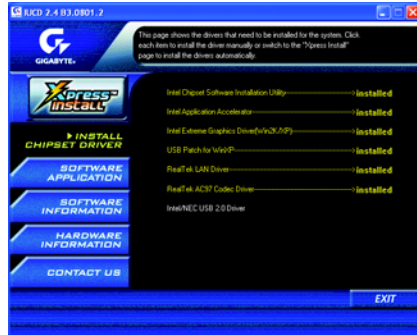 IUCD 2.4 B3.0801.2
GIGABYTE™
This page shows the drivers that need to be installed for the system. Click
each item to install the driver manually or switch to the "Xpress Install"
page to install the drivers automatically.
Xpress™
INSTALL
INSTALL
CHIPSET DRIVER
SOFTWARE
APPLICATION
SOFTWARE
INFORMATION
HARDWARE
INFORMATION
CONTACT US
Intel Chipset Software Installation Utility installed
Intel Application Accelerator installed
Intel Extreme Graphics Driver(Win2K/XP) installed
USB Patch for WinXP installed
RealTek LAN Driver installed
RealTek AC97 Codec Driver installed
Intel/NEC USB 2.0 Driver
EXIT